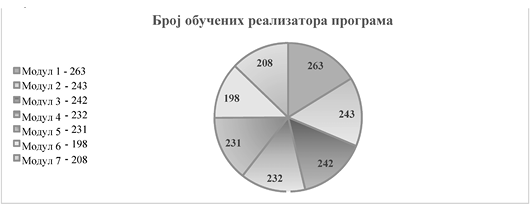 Број обучених реализатора програма
Модул 1 - 263
Модул 2 - 243
Модул 3 - 242
Модул 4 - 232
Модул 5 - 231
Модул 6 - 198
Модул 7 - 208
208
263
198
243
231
242
232